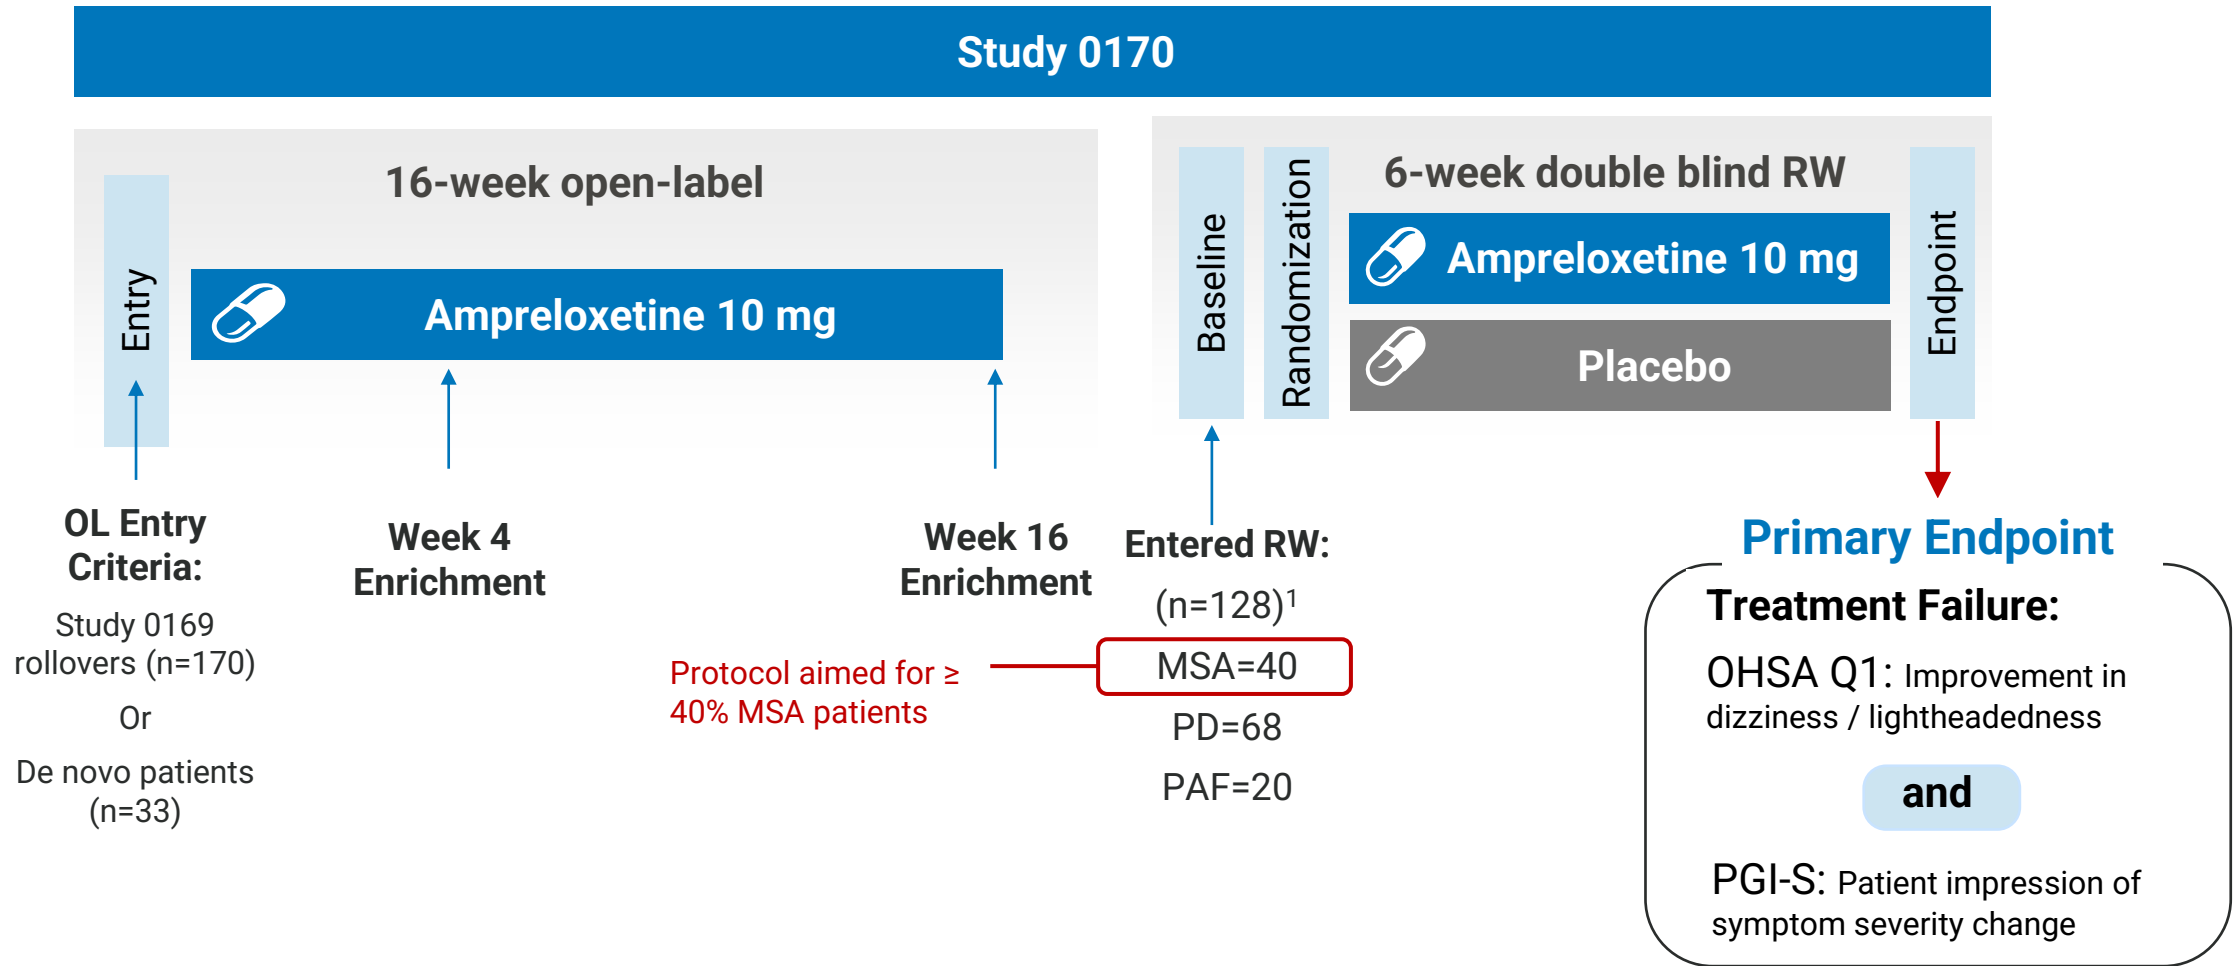 Study 0170
16-week open-label
Entry
Ampreloxetine 10 mg
OL Entry
Criteria:
Study 0169
rollovers (n=170)
Or
De novo patients
(n=33)
Week 4
Enrichment
Week 16
Enrichment
6-week double blind RW
Baseline
Randomization
Ampreloxetine 10 mg
Placebo
Endpoint
Entered RW:
(n=128)¹
MSA=40
PD=68
PAF=20
Protocol aimed for ≥
40% MSA patients
Primary Endpoint
Treatment Failure:
OHSA Q1: Improvement in
dizziness / lightheadedness
and
PGI-S: Patient impression of
symptom severity change